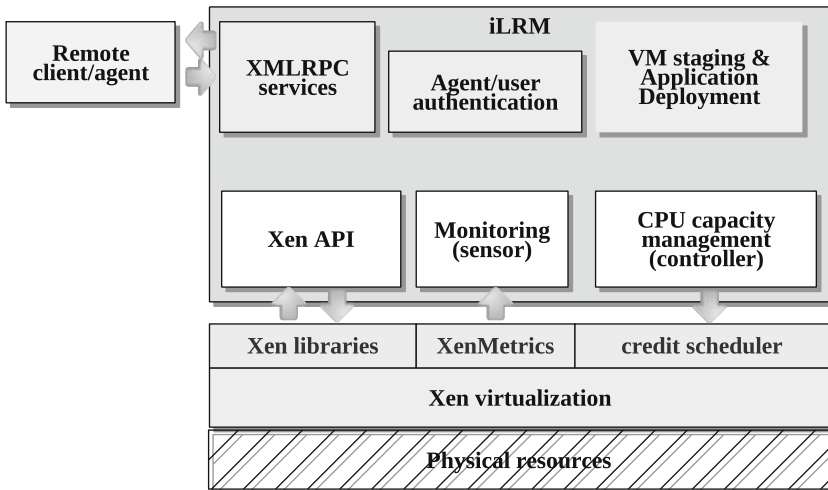 iLRM
Remote
client/agent
XMLRPC
services
Agent/user
authentication
VM staging &
Application
Deployment
Xen API
Monitoring
(sensor)
CPU capacity
management
(controller)
Xen libraries
XenMetrics
credit scheduler
Xen virtualization
Physical resources